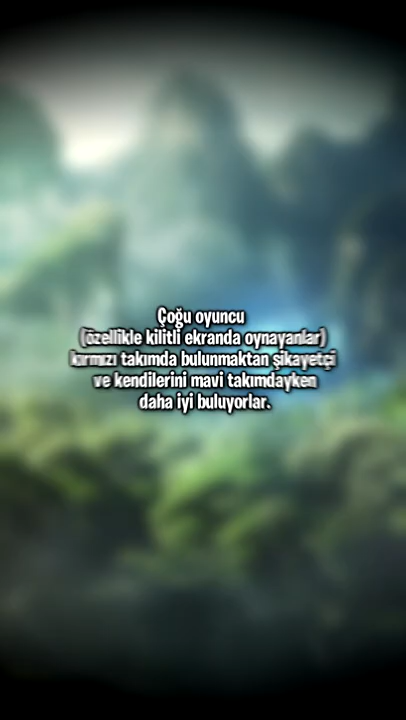 Çoğu oyuncu
(özellikle kilitli ekranda oynayanlar)
kırmızı takımda bulunmaktan şikayetçi
ve kendilerini mavi takımdayken
daha iyi buluyorlar.